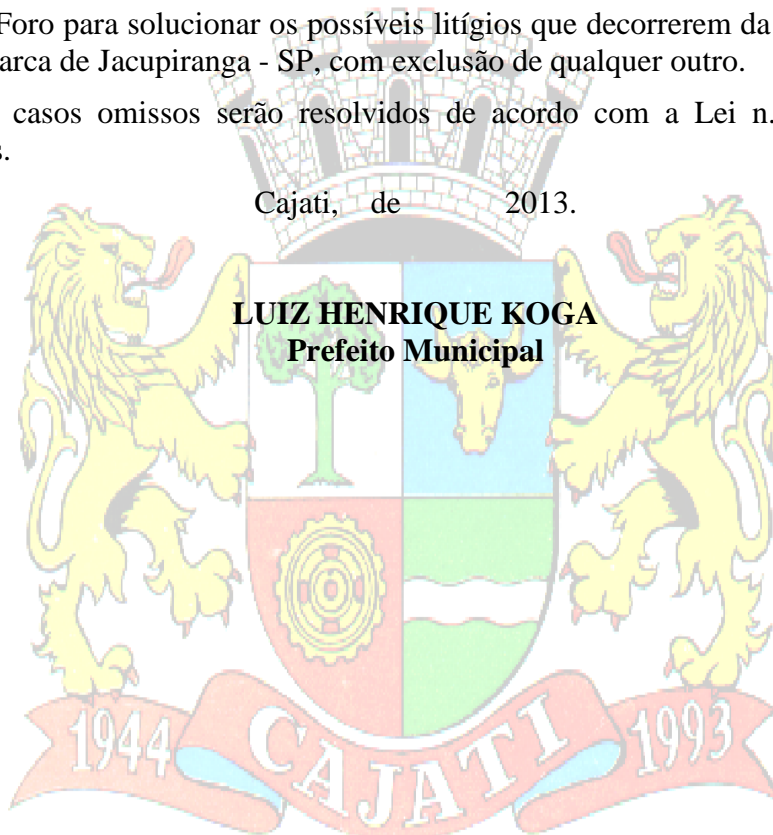 Foro para solucionar os possíveis litígios que decorrerem da
arca de Jacupiranga - SP, com exclusão de qualquer outro.
casos omissos serão resolvidos de acordo com a Lei n.
s.
Cajati, de 2013.
LUIZ HENRIQUE KOGA
Prefeito Municipal
1944 CAJATI 1993